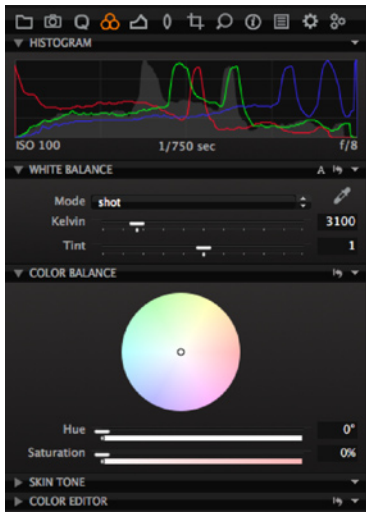 HISTOGRAM
ISO 100 1/750 sec f/8
WHITE BALANCE A
Mode shot
Kelvin 3100
Tint 1
COLOR BALANCE
Hue 0°
Saturation 0%
SKIN TONE
COLOR EDITOR